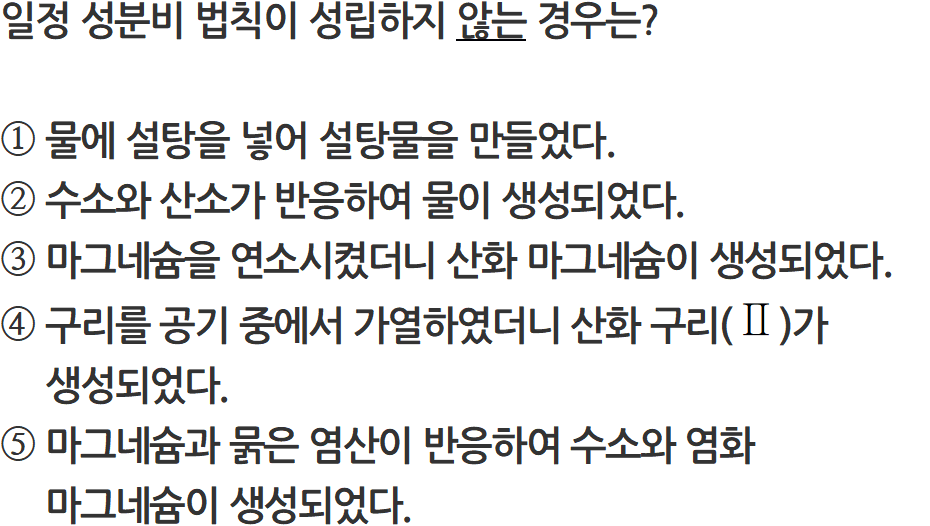 일정 성분비 법칙이 성립하지 않는 경우는?
① 물에 설탕을 넣어 설탕물을 만들었다.
② 수소와 산소가 반응하여 물이 생성되었다.
③ 마그네슘을 연소시켰더니 산화 마그네슘이 생성되었다.
④ 구리를 공기 중에서 가열하였더니 산화 구리(Ⅱ)가
생성되었다.
⑤ 마그네슘과 묽은 염산이 반응하여 수소와 염화
마그네슘이 생성되었다.